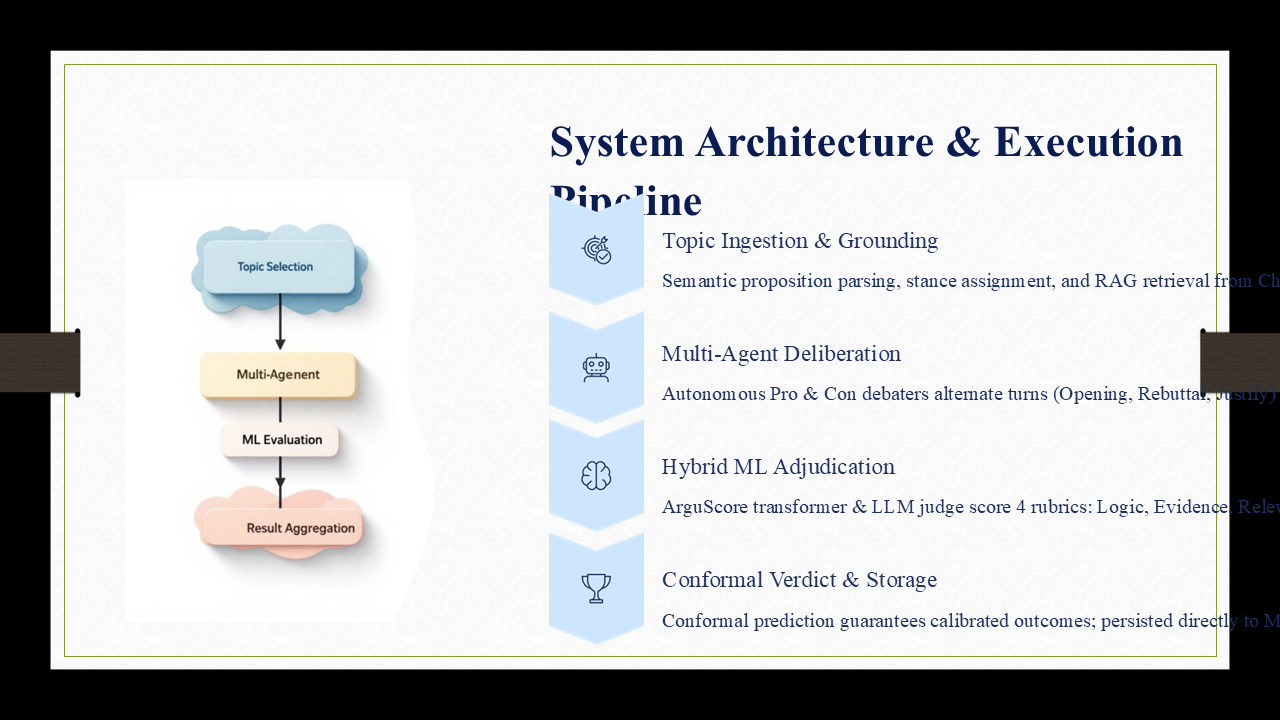 System Architecture & Execution
Pipeline
Topic Selection
Multi-Agenent
ML Evaluation
Result Aggregation
Topic Ingestion & Grounding
Semantic proposition parsing, stance assignment, and RAG retrieval from Ch
Multi-Agent Deliberation
Autonomous Pro & Con debaters alternate turns (Opening, Rebuttal, Justify)
Hybrid ML Adjudication
ArguScore transformer & LLM judge score 4 rubrics: Logic, Evidence, Relev
Conformal Verdict & Storage
Conformal prediction guarantees calibrated outcomes; persisted directly to M